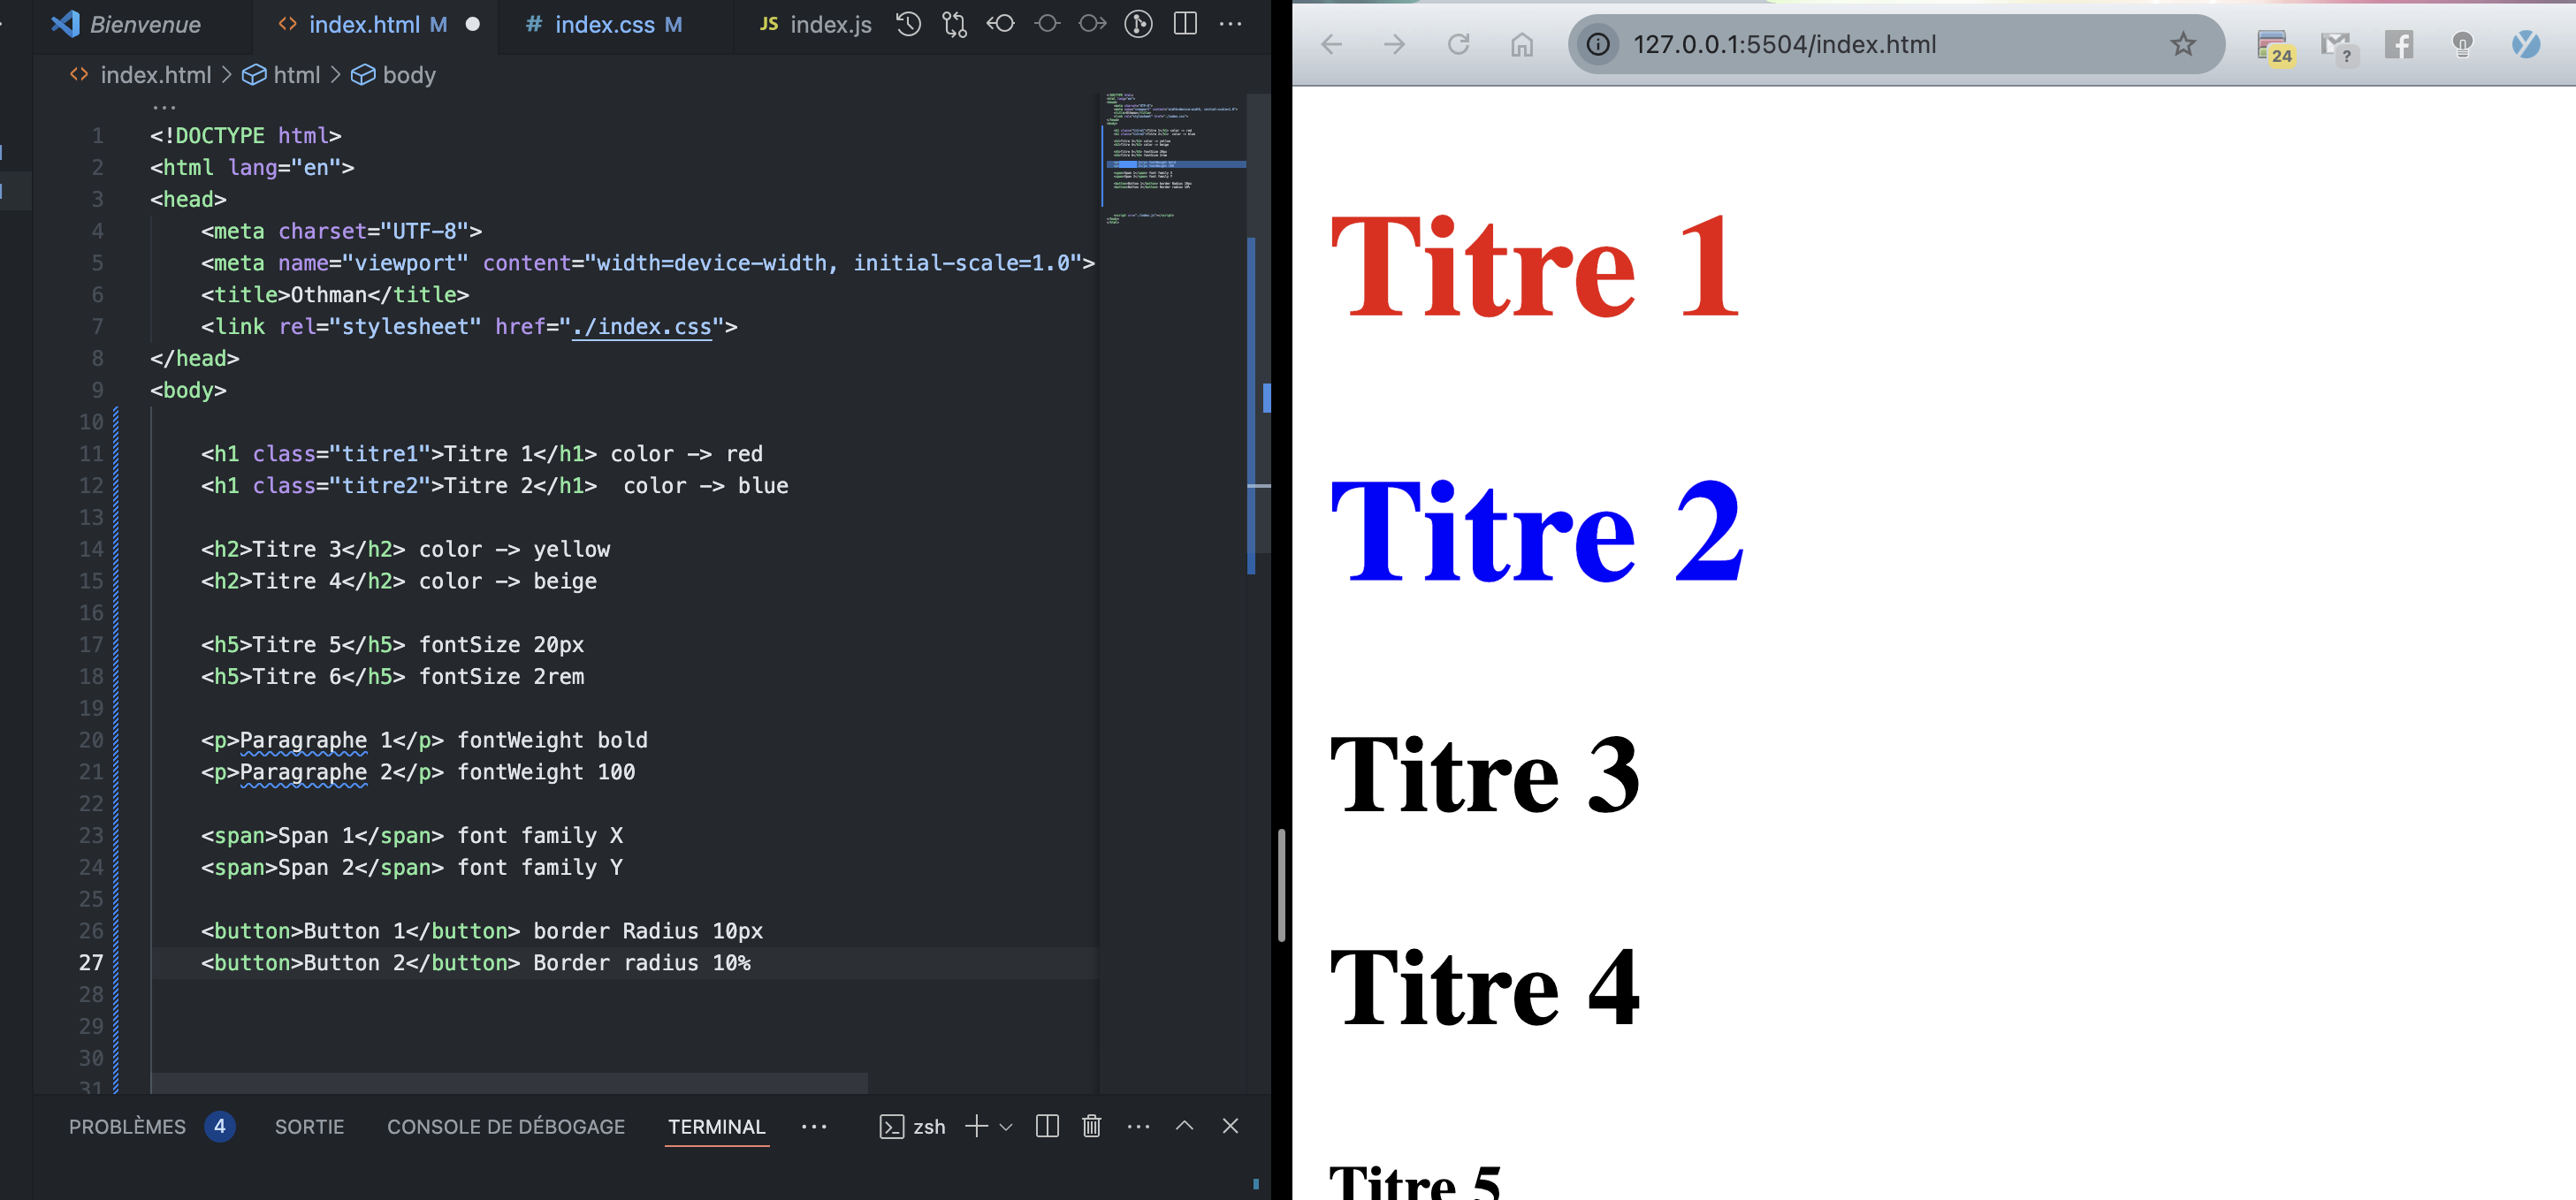 Bienvenue
<> index.html M
# index.css M
JS index.js
<> index.html > html > body
...
1 <!DOCTYPE html>
2 <html lang="en">
3 <head>
4 <meta charset="UTF-8">
5 <meta name="viewport" content="width=device-width, initial-scale=1.0">
6 <title>Othman</title>
7 <link rel="stylesheet" href="./index.css">
8 </head>
9 <body>
10
11 <h1 class="titre1">Titre 1</h1> color -> red
12 <h1 class="titre2">Titre 2</h1>  color -> blue
13
14 <h2>Titre 3</h2> color -> yellow
15 <h2>Titre 4</h2> color -> beige
16
17 <h5>Titre 5</h5> fontSize 20px
18 <h5>Titre 6</h5> fontSize 2rem
19
20 <p>Paragraphe 1</p> fontWeight bold
21 <p>Paragraphe 2</p> fontWeight 100
22
23 <span>Span 1</span> font family X
24 <span>Span 2</span> font family Y
25
26 <button>Button 1</button> border Radius 10px
27 <button>Button 2</button> Border radius 10%
28
29
30
31
PROBLÈMES 4 SORTIE CONSOLE DE DÉBOGAGE TERMINAL ... zsh
127.0.0.1:5504/index.html
24
?
Titre 1
Titre 2
Titre 3
Titre 4
Titre 5